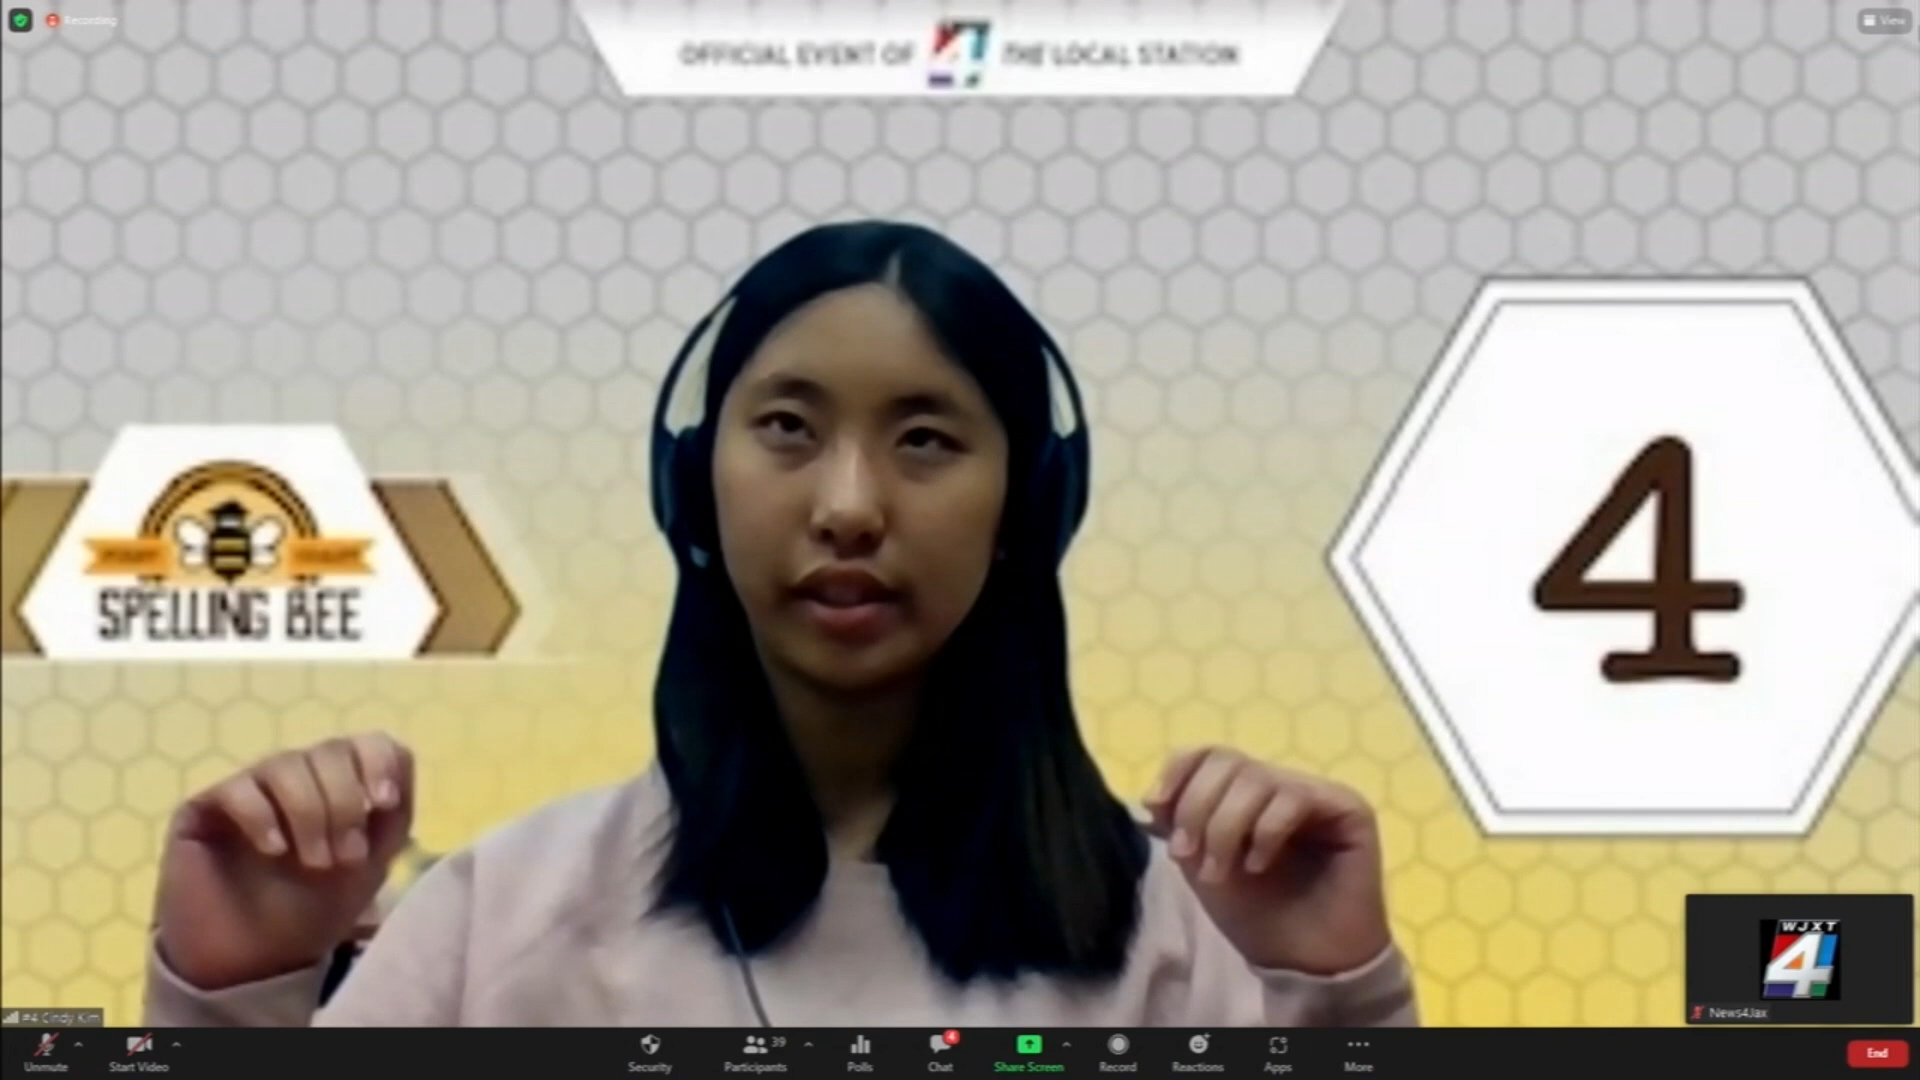 Recording
View
OFFICIAL EVENT OF 4 THE LOCAL STATION
SPELLING BEE
4
WJXT
4
News4Jax
#4 Cindy Kim
Unmute
Start Video
Security
Participants 39
Polls
Chat 4
Share Screen
Record
Reactions
Apps
More
End